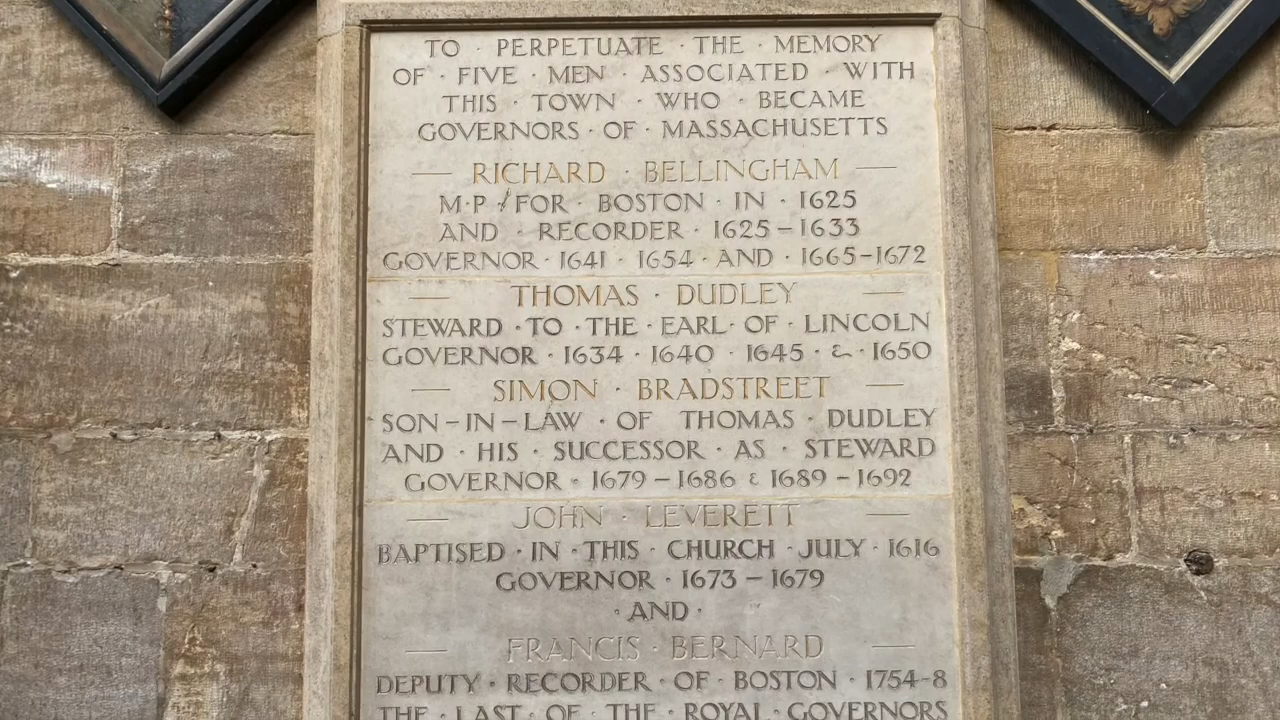 TO · PERPETUATE · THE · MEMORY
OF · FIVE · MEN · ASSOCIATED · WITH
THIS · TOWN · WHO · BECAME
GOVERNORS · OF · MASSACHUSETTS
— RICHARD · BELLINGHAM —
M·P· FOR · BOSTON · IN · 1625
AND · RECORDER · 1625–1633
GOVERNOR · 1641 · 1654 · AND · 1665–1672
— THOMAS · DUDLEY —
STEWARD · TO · THE · EARL · OF · LINCOLN
GOVERNOR · 1634 · 1640 · 1645 · & · 1650
— SIMON · BRADSTREET —
SON–IN–LAW · OF THOMAS · DUDLEY
AND · HIS · SUCCESSOR · AS · STEWARD
GOVERNOR · 1679 – 1686 & 1689 – 1692
— JOHN · LEVERETT —
BAPTISED · IN · THIS · CHURCH · JULY · 1616
GOVERNOR · 1673 – 1679
· AND ·
— FRANCIS · BERNARD —
DEPUTY · RECORDER · OF · BOSTON · 1754–8
THE · LAST · OF · THE · ROYAL · GOVERNORS